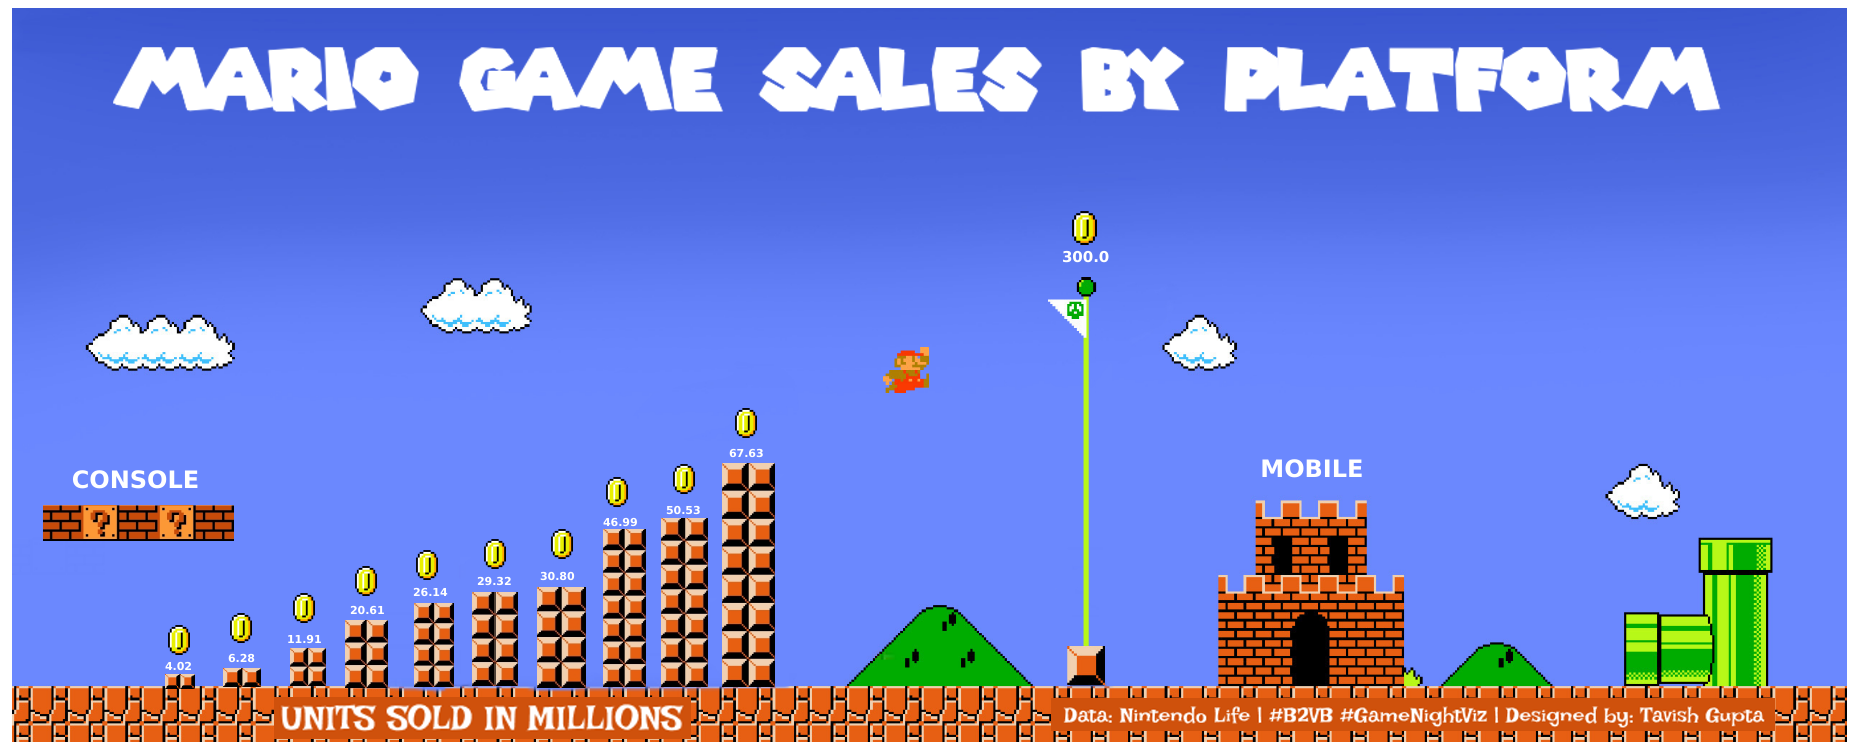 MARIO GAME SALES BY PLATFORM
300.0
CONSOLE
? ?
MOBILE
4.02
6.28
11.91
20.61
26.14
29.32
30.80
46.99
50.53
67.63
UNITS SOLD IN MILLIONS
Data: Nintendo Life | #B2VB #GameNightViz | Designed by: Tavish Gupta